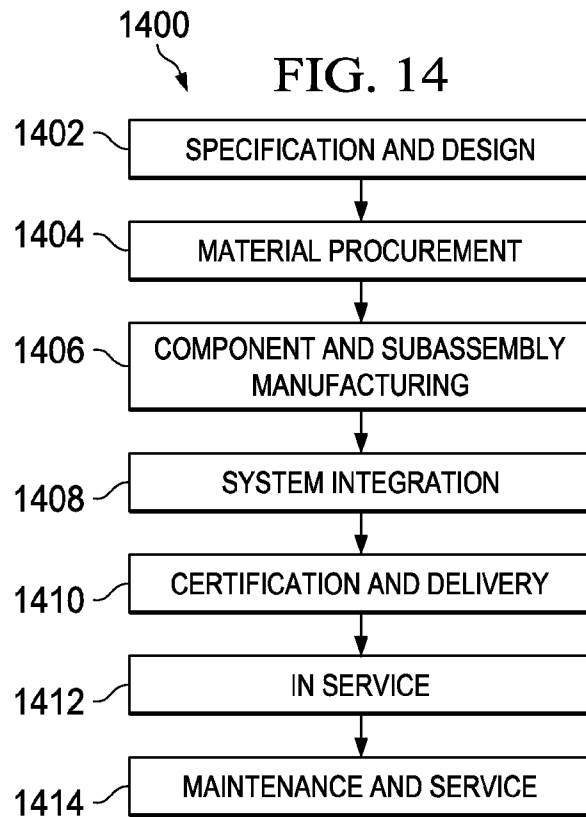 1400
FIG. 14
1402
SPECIFICATION AND DESIGN
1404
MATERIAL PROCUREMENT
1406
COMPONENT AND SUBASSEMBLY
MANUFACTURING
1408
SYSTEM INTEGRATION
1410
CERTIFICATION AND DELIVERY
1412
IN SERVICE
1414
MAINTENANCE AND SERVICE